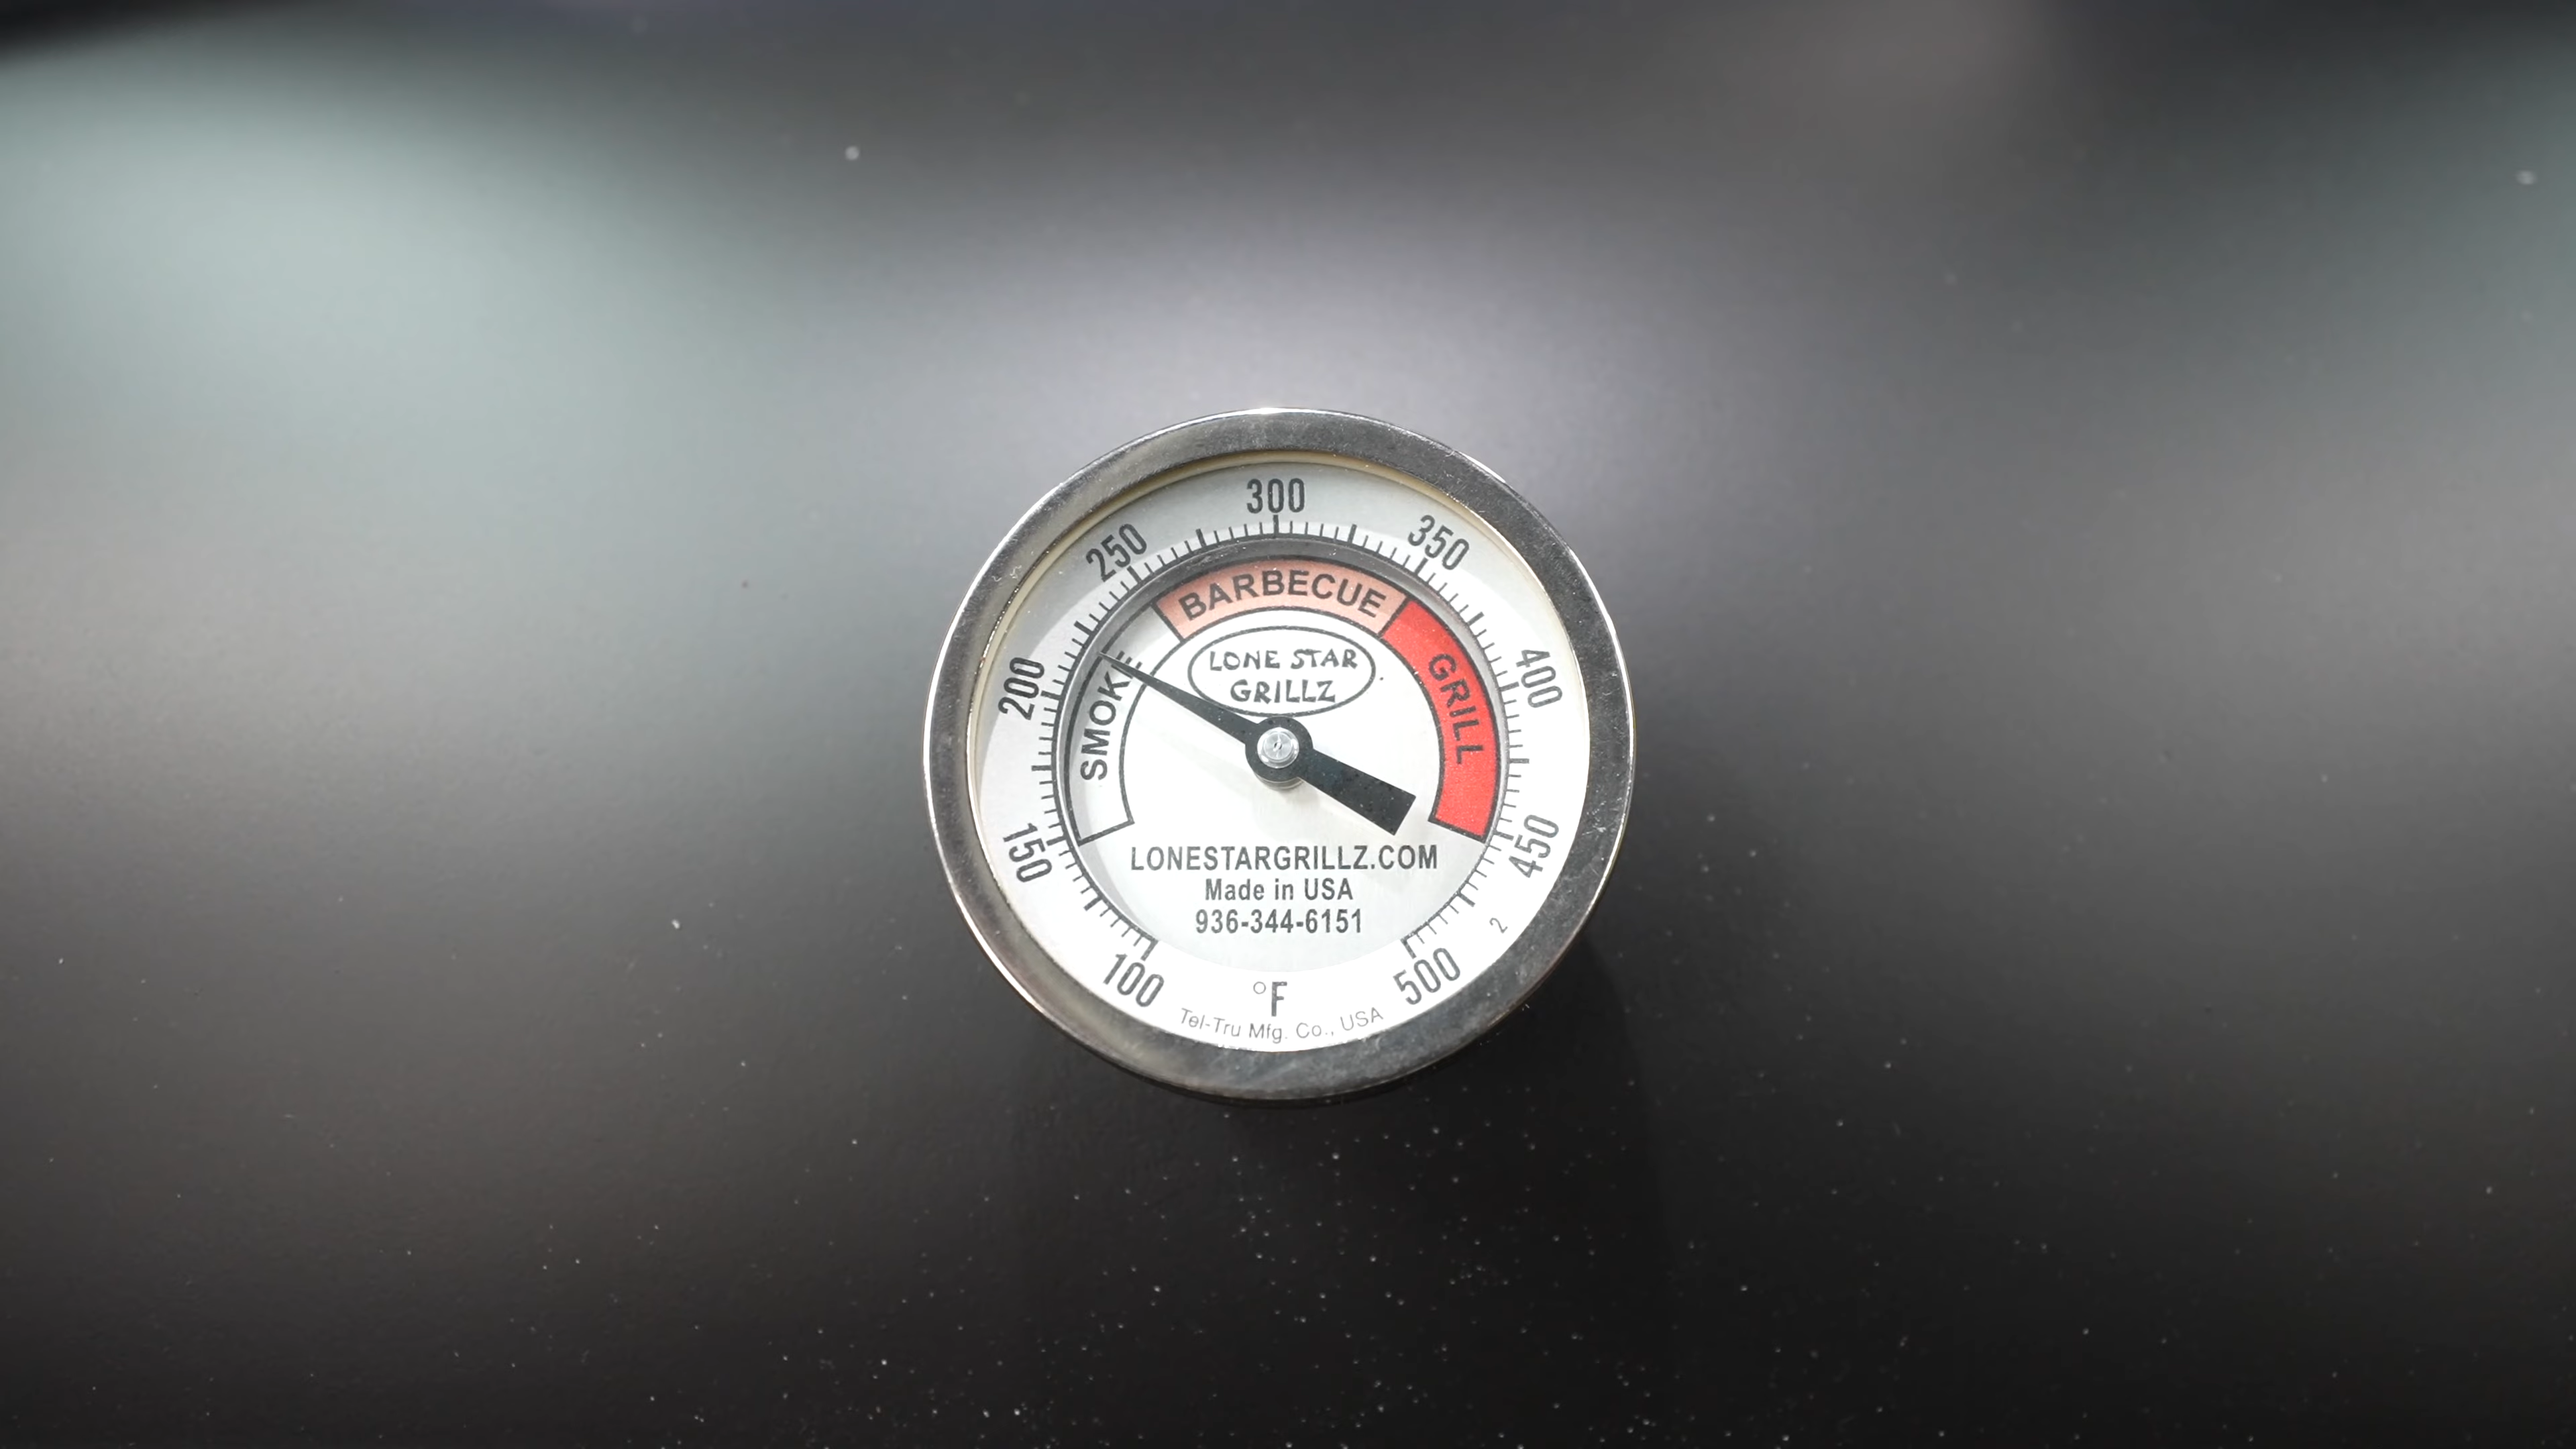 300
250
350
BARBECUE
200
SMOKE
LONE STAR
GRILLZ
GRILL
400
150
450
LONESTARGRILLZ.COM
Made in USA
936-344-6151
2
100
500
°F
Tel-Tru Mfg. Co., USA